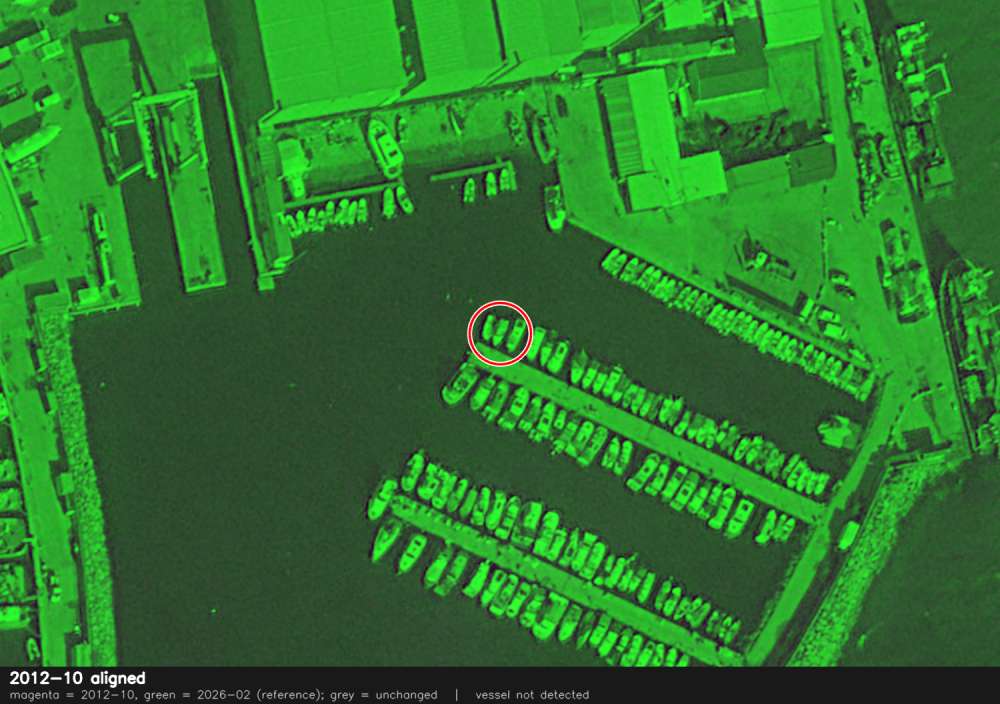 2012-10 aligned
magenta = 2012-10, green = 2026-02 (reference); grey = unchanged | vessel not detected